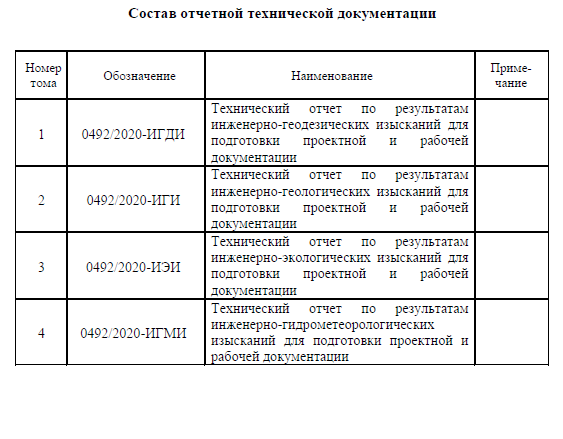 Состав отчетной технической документации
Номер тома
Обозначение
Наименование
Приме-
чание
1
0492/2020-ИГДИ
Технический отчет по результатам
инженерно-геодезических изысканий для
подготовки проектной и рабочей
документации
2
0492/2020-ИГИ
Технический отчет по результатам
инженерно-геологических изысканий для
подготовки проектной и рабочей
документации
3
0492/2020-ИЭИ
Технический отчет по результатам
инженерно-экологических изысканий для
подготовки проектной и рабочей
документации
4
0492/2020-ИГМИ
Технический отчет по результатам
инженерно-гидрометеорологических
изысканий для подготовки проектной и
рабочей документации